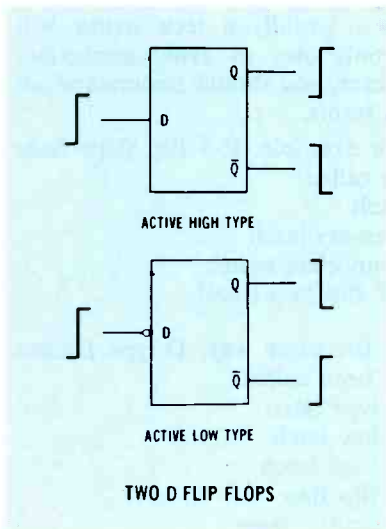 Q
D
Q̅
ACTIVE HIGH TYPE
Q
D
Q̅
ACTIVE LOW TYPE
TWO D FLIP FLOPS